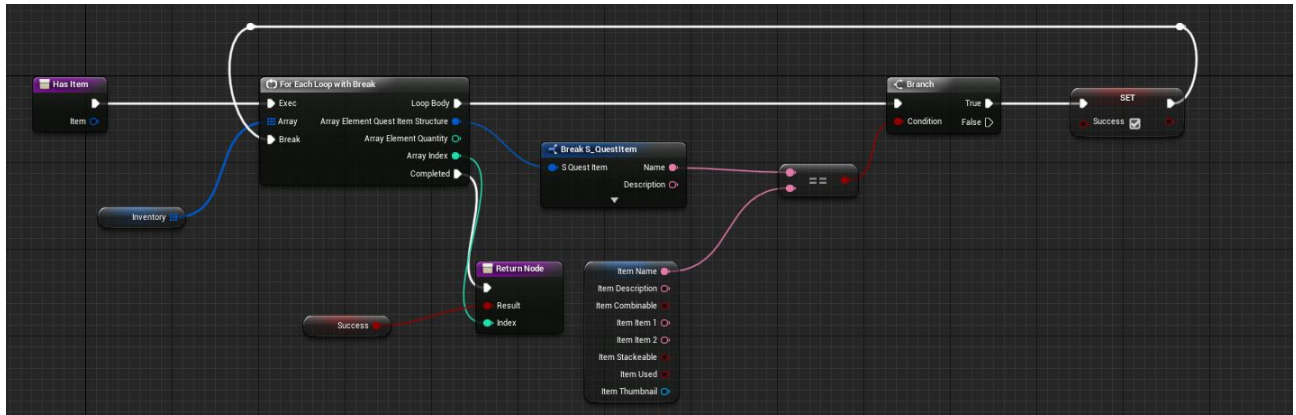 Has Item
Item
For Each Loop with Break
Exec
Loop Body
Array
Array Element Quest Item Structure
Break
Array Element Quantity
Array Index
Completed
Inventory
Break S_QuestItem
S Quest Item
Name
Description
==
Branch
True
Condition
False
SET
Success
Return Node
Result
Index
Success
Item Name
Item Description
Item Combinable
Item Item 1
Item Item 2
Item Stackeable
Item Used
Item Thumbnail